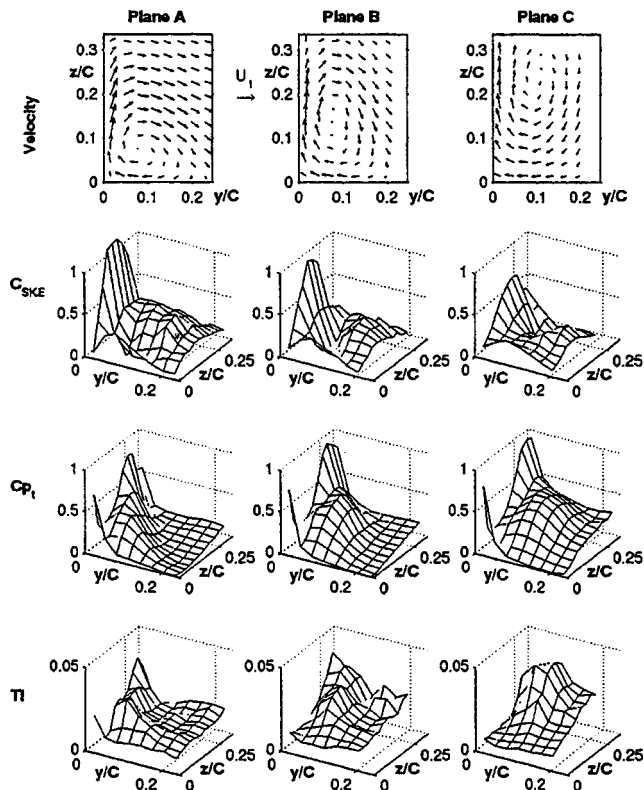 Plane A Plane B Plane C
Velocity
z/C 0.3 0.2 0.1 0
0 0.1 0.2 y/C
U1
z/C 0.3 0.2 0.1 0
0 0.1 0.2 y/C
z/C 0.3 0.2 0.1 0
0 0.1 0.2 y/C
CSKE
1 0.5 0 y/C 0.2 0 z/C 0.25
1 0.5 0 y/C 0.2 0 z/C 0.25
1 0.5 0 y/C 0.2 0 z/C 0.25
Cpt
1 0.5 0 0 y/C 0.2 0 z/C 0.25
1 0.5 0 0 y/C 0.2 0 z/C 0.25
1 0.5 0 0 y/C 0.2 0 z/C 0.25
TI
0.05 0 0 y/C 0.2 0 z/C 0.25
0.05 0 0 y/C 0.2 0 z/C 0.25
0.05 0 0 y/C 0.2 0 z/C 0.25